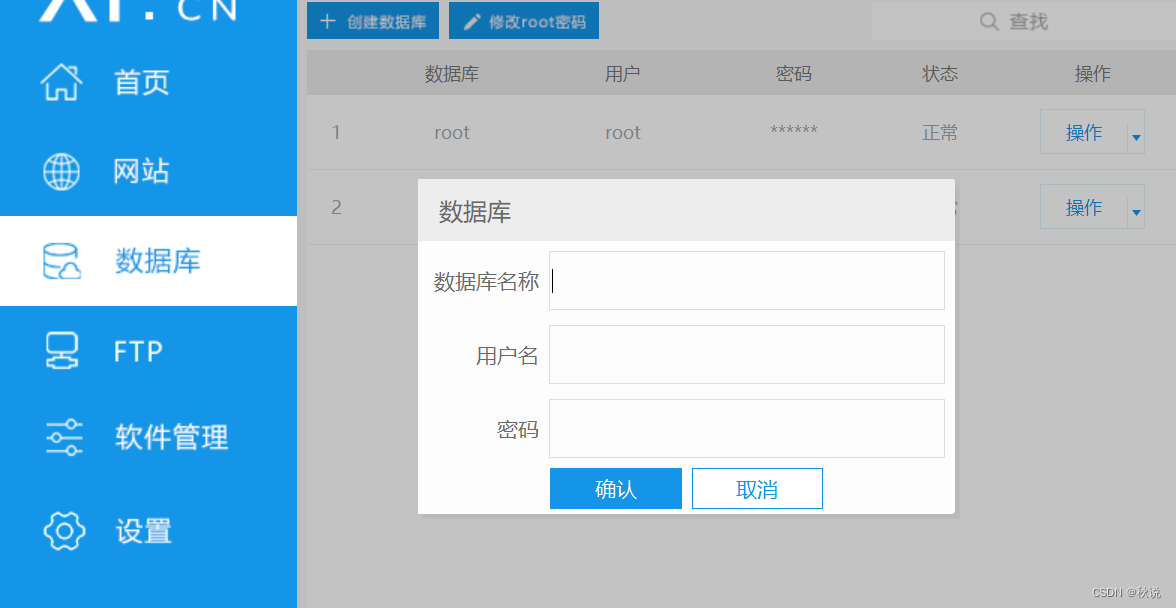 .CN
首页
网站
数据库
FTP
软件管理
设置
创建数据库 修改root密码 查找
数据库 用户 密码 状态 操作
1 root root ****** 正常 操作
2 常 操作
数据库
数据库名称
用户名
密码
确认 取消
CSDN @秋说